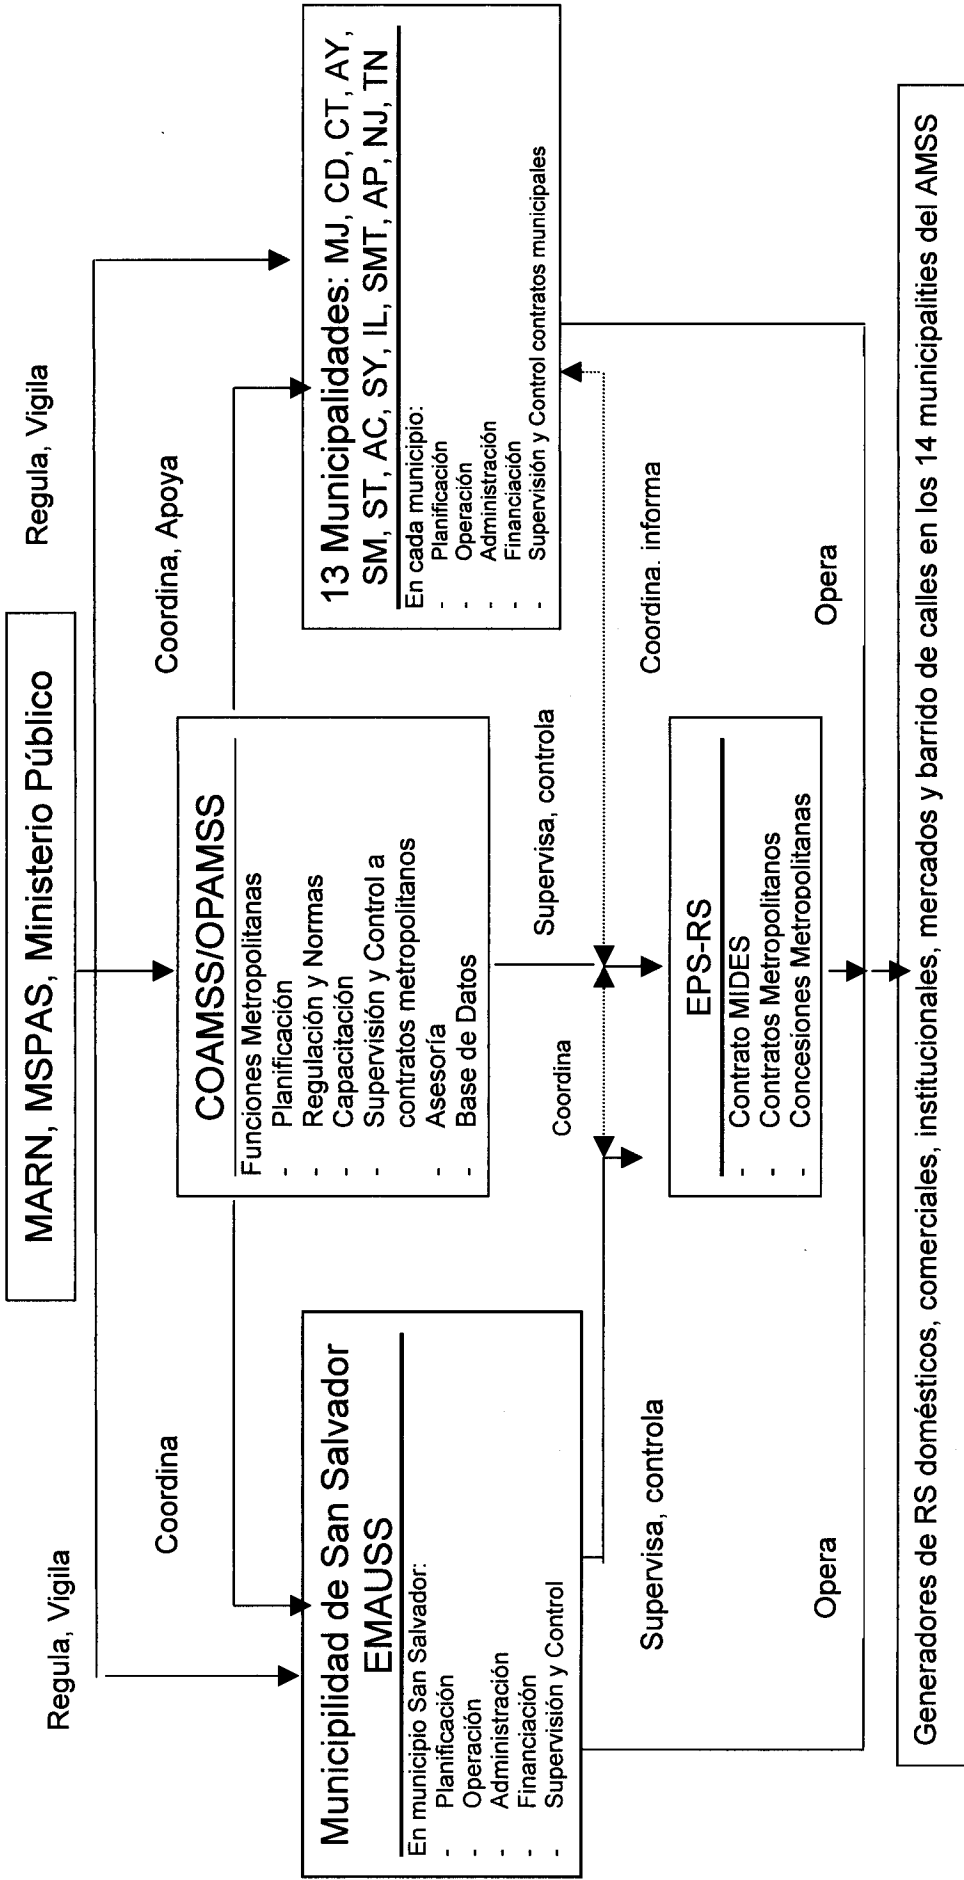 MARN, MSPAS, Ministerio Público
Regula, Vigila
Regula, Vigila
Coordina
Coordina, Apoya
COAMSS/OPAMSS
Funciones Metropolitanas
- Planificación
- Regulación y Normas
- Capacitación
- Supervisión y Control a
contratos metropolitanos
- Asesoría
- Base de Datos
Municipilidad de San Salvador
EMAUSS
En municipio San Salvador:
- Planificación
- Operación
- Administración
- Financiación
- Supervisión y Control
13 Municipalidades: MJ, CD, CT, AY,
SM, ST, AC, SY, IL, SMT, AP, NJ, TN
En cada municipio:
- Planificación
- Operación
- Administración
- Financiación
- Supervisión y Control contratos municipales
Supervisa, controla
Coordina
Coordina. informa
Supervisa, controla
EPS-RS
- Contrato MIDES
- Contratos Metropolitanos
- Concesiones Metropolitanas
Opera
Opera
Generadores de RS domésticos, comerciales, institucionales, mercados y barrido de calles en los 14 municipalities del AMSS